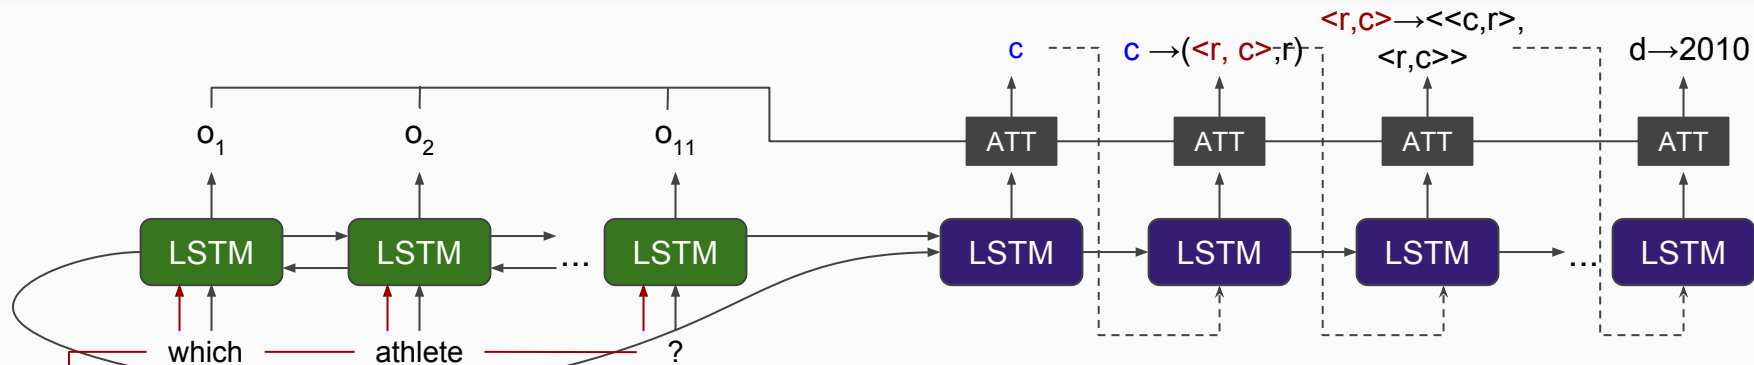 <r,c>→<<c,r>,
c c →(<r, c>,r) <r,c>> d→2010
o₁ o₂ o₁₁ ATT ATT ATT ATT
LSTM LSTM ... LSTM LSTM LSTM LSTM ... LSTM
which athlete ?